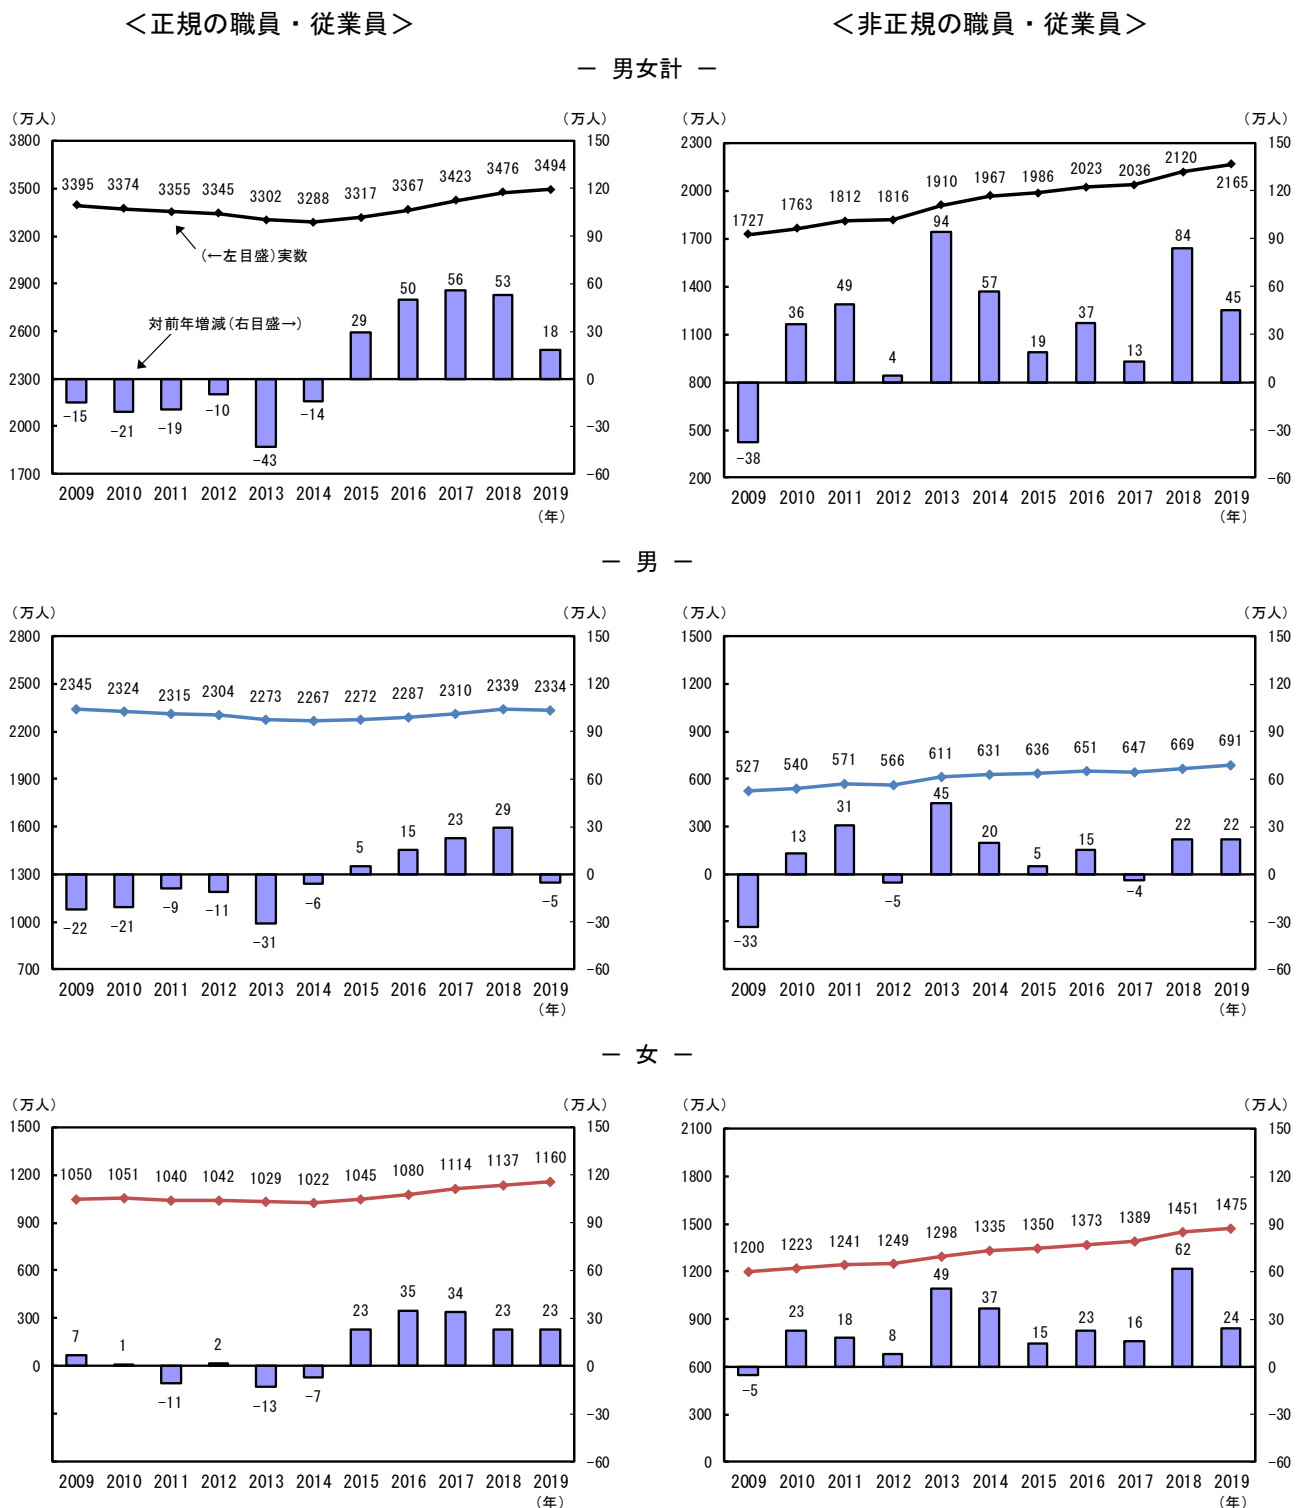 ＜正規の職員・従業員＞
＜非正規の職員・従業員＞
－ 男女計 －
（万人）
（万人）
3800
3500
3200
2900
2600
2300
2000
1700
150
120
90
60
30
0
-30
-60
3395 3374 3355 3345 3302 3288 3317 3367 3423 3476 3494
(←左目盛)実数
対前年増減(右目盛→)
-15 -21 -19 -10 -43 -14 29 50 56 53 18
2009 2010 2011 2012 2013 2014 2015 2016 2017 2018 2019
（年）
（万人）
（万人）
2300
2000
1700
1400
1100
800
500
200
150
120
90
60
30
0
-30
-60
1727 1763 1812 1816 1910 1967 1986 2023 2036 2120 2165
-38 36 49 4 94 57 19 37 13 84 45
2009 2010 2011 2012 2013 2014 2015 2016 2017 2018 2019
（年）
－ 男 －
（万人）
（万人）
2800
2500
2200
1900
1600
1300
1000
700
150
120
90
60
30
0
-30
-60
2345 2324 2315 2304 2273 2267 2272 2287 2310 2339 2334
-22 -21 -9 -11 -31 -6 5 15 23 29 -5
2009 2010 2011 2012 2013 2014 2015 2016 2017 2018 2019
（年）
（万人）
（万人）
1500
1200
900
600
300
0
150
120
90
60
30
0
-30
-60
527 540 571 566 611 631 636 651 647 669 691
-33 13 31 -5 45 20 5 15 -4 22 22
2009 2010 2011 2012 2013 2014 2015 2016 2017 2018 2019
（年）
－ 女 －
（万人）
（万人）
1500
1200
900
600
300
0
150
120
90
60
30
0
-30
-60
1050 1051 1040 1042 1029 1022 1045 1080 1114 1137 1160
7 1 -11 2 -13 -7 23 35 34 23 23
2009 2010 2011 2012 2013 2014 2015 2016 2017 2018 2019
（年）
（万人）
（万人）
2100
1800
1500
1200
900
600
300
0
150
120
90
60
30
0
-30
-60
1200 1223 1241 1249 1298 1335 1350 1373 1389 1451 1475
-5 23 18 8 49 37 15 23 16 62 24
2009 2010 2011 2012 2013 2014 2015 2016 2017 2018 2019
（年）